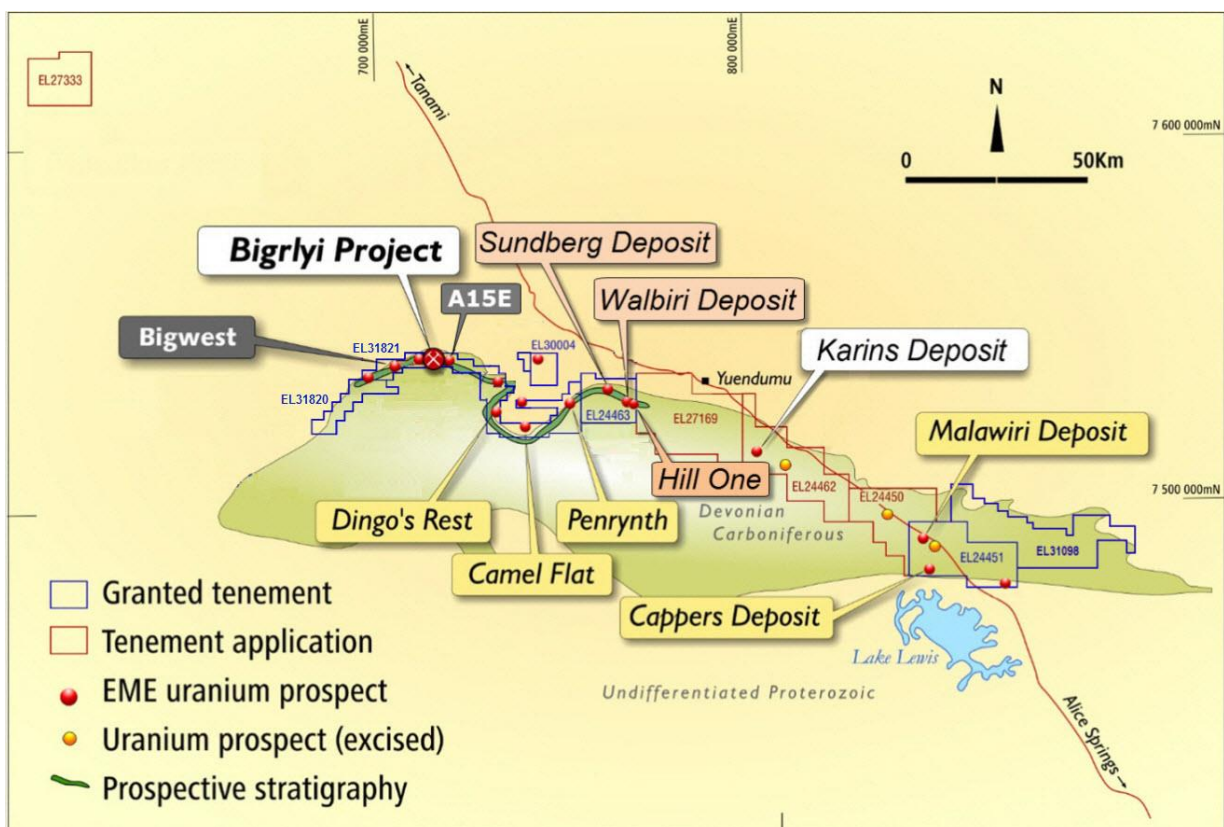 700 000mE
800 000mE
EL27333
Tanami
N
7 600 000mN
0
50Km
Bigrlyi Project
Sundberg Deposit
A15E
Walbiri Deposit
Bigwest
EL31821
EL30004
Karins Deposit
Yuendumu
EL31820
EL24463
EL27169
Malawiri Deposit
Hill One
EL24462
EL24450
7 500 000mN
Dingo's Rest
Penrynth
Devonian
Carboniferous
EL24451
EL31098
Camel Flat
Granted tenement
Cappers Deposit
Tenement application
Lake Lewis
EME uranium prospect
Undifferentiated Proterozoic
Uranium prospect (excised)
Alice Springs
Prospective stratigraphy